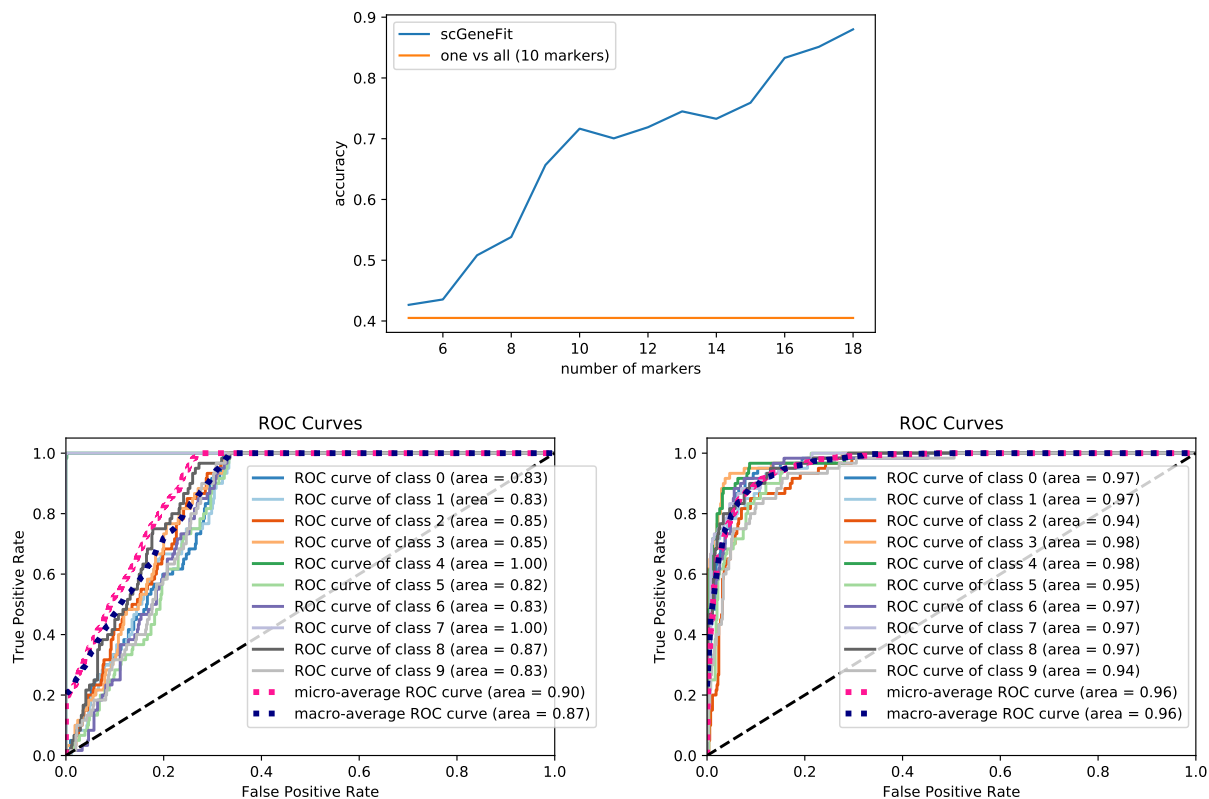 scGeneFit
one vs all (10 markers)
0.9
0.8
0.7
0.6
0.5
0.4
accuracy
6 8 10 12 14 16 18
number of markers
ROC Curves
1.0
0.8
0.6
0.4
0.2
0.0
True Positive Rate
ROC curve of class 0 (area = 0.83)
ROC curve of class 1 (area = 0.83)
ROC curve of class 2 (area = 0.85)
ROC curve of class 3 (area = 0.85)
ROC curve of class 4 (area = 1.00)
ROC curve of class 5 (area = 0.82)
ROC curve of class 6 (area = 0.83)
ROC curve of class 7 (area = 1.00)
ROC curve of class 8 (area = 0.87)
ROC curve of class 9 (area = 0.83)
micro-average ROC curve (area = 0.90)
macro-average ROC curve (area = 0.87)
0.0 0.2 0.4 0.6 0.8 1.0
False Positive Rate
ROC Curves
1.0
0.8
0.6
0.4
0.2
0.0
True Positive Rate
ROC curve of class 0 (area = 0.97)
ROC curve of class 1 (area = 0.97)
ROC curve of class 2 (area = 0.94)
ROC curve of class 3 (area = 0.98)
ROC curve of class 4 (area = 0.98)
ROC curve of class 5 (area = 0.95)
ROC curve of class 6 (area = 0.97)
ROC curve of class 7 (area = 0.97)
ROC curve of class 8 (area = 0.97)
ROC curve of class 9 (area = 0.94)
micro-average ROC curve (area = 0.96)
macro-average ROC curve (area = 0.96)
0.0 0.2 0.4 0.6 0.8 1.0
False Positive Rate